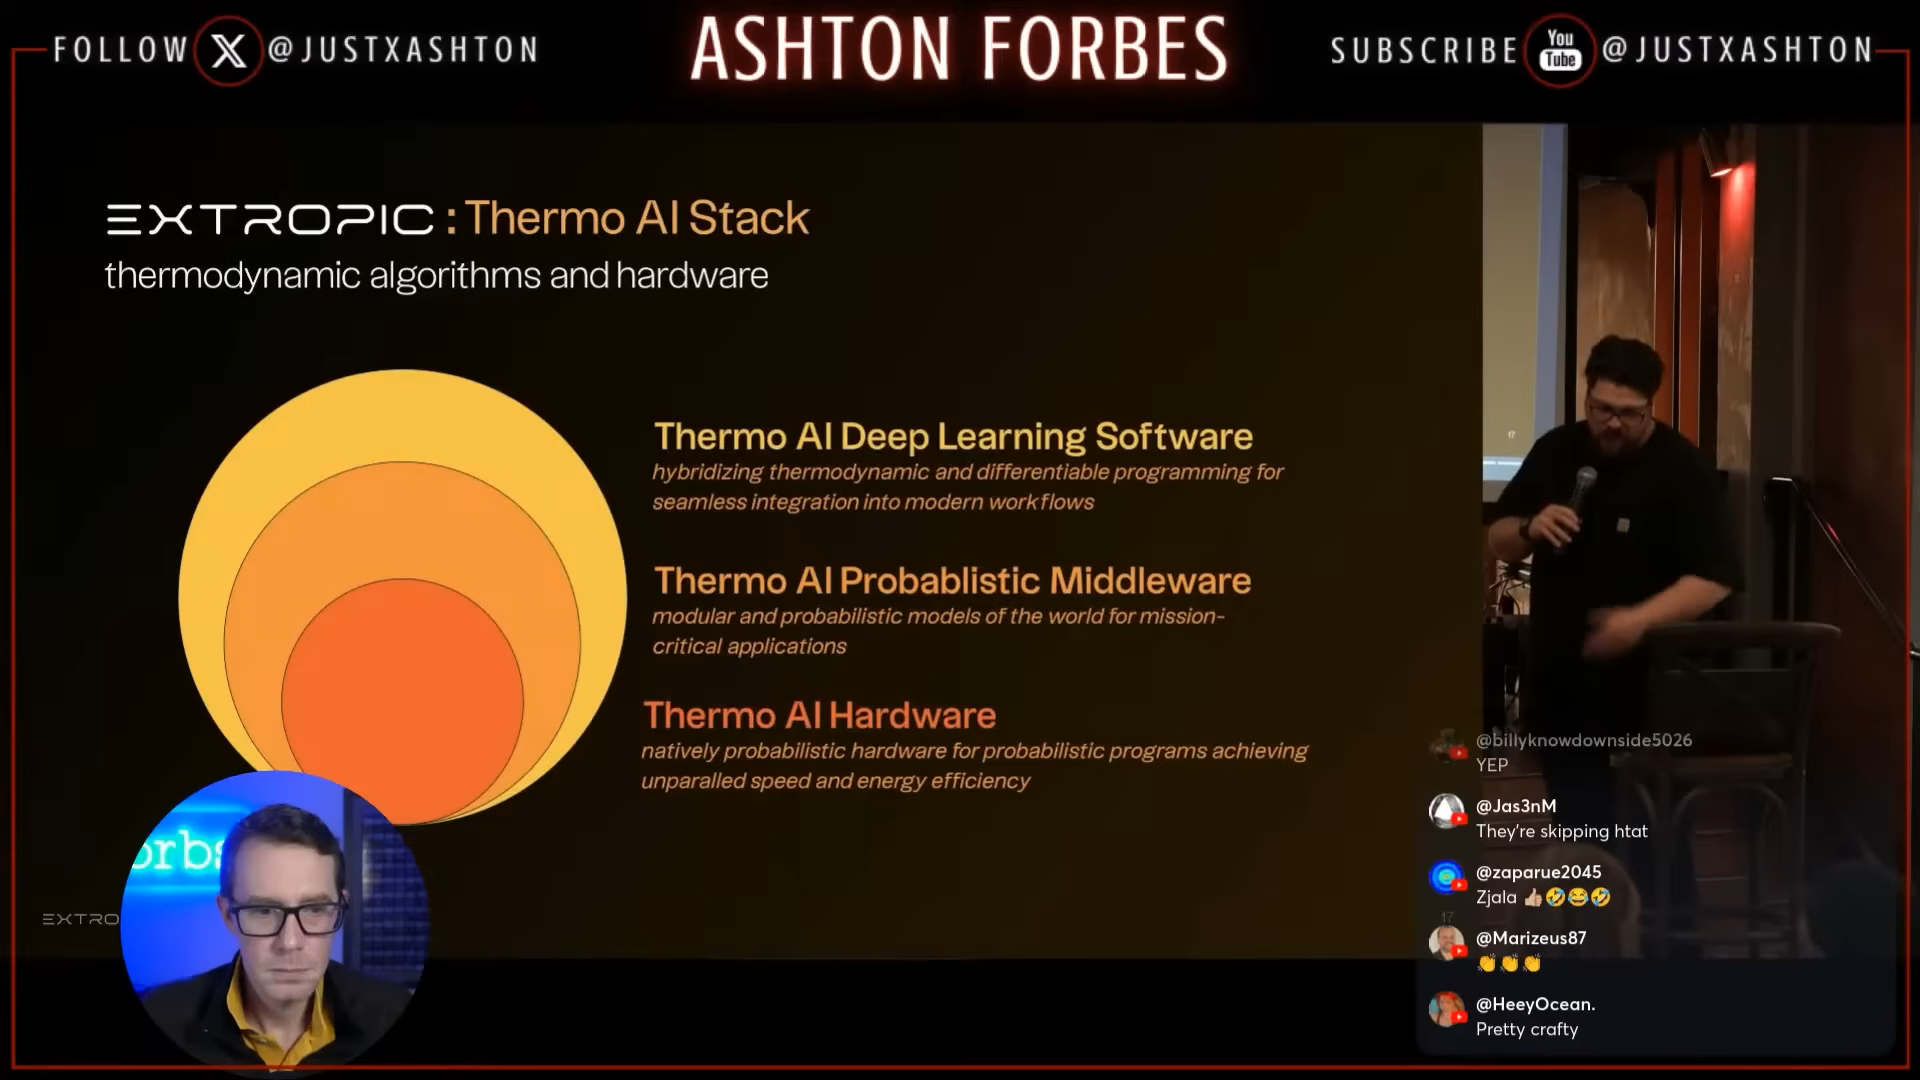 FOLLOW X @JUSTXASHTON
ASHTON FORBES
SUBSCRIBE You Tube @JUSTXASHTON
EXTROPIC : Thermo AI Stack
thermodynamic algorithms and hardware
Thermo AI Deep Learning Software
hybridizing thermodynamic and differentiable programming for
seamless integration into modern workflows
Thermo AI Probablistic Middleware
modular and probabilistic models of the world for mission-
critical applications
Thermo AI Hardware
natively probabilistic hardware for probabilistic programs achieving
unparalled speed and energy efficiency
17
@billyknowdownside5026
YEP
@Jas3nM
They're skipping htat
@zaparue2045
Zjala 👍🏼🤣😂🤣
17
@Marizeus87
👏👏👏
@HeeyOcean.
Pretty crafty
EXTRO
orbs